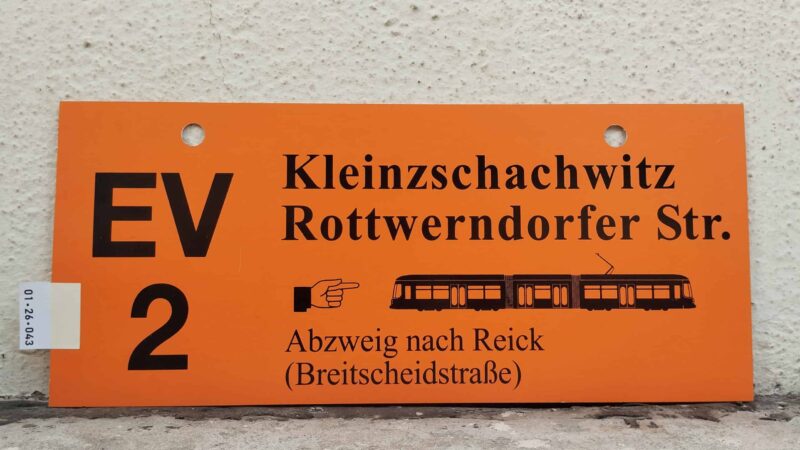 EV
2
Kleinzschachwitz
Rottwerndorfer Str.
Abzweig nach Reick
(Breitscheidstraße)
01-26-043